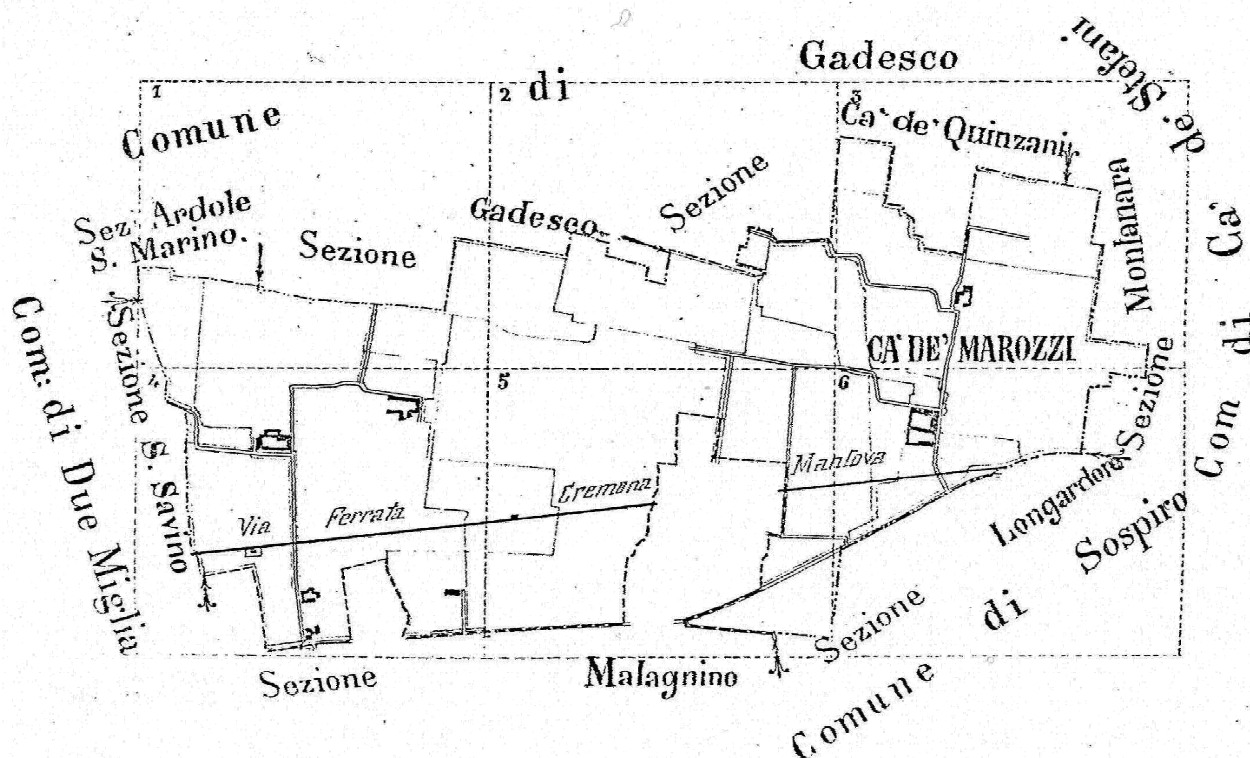 Gadesco
di
Comune
1
2
3
Ca' de' Stefani
Com di
Ca' de' Quinzani
Montanara
Sezione
Sezione
Gadesco
Sezione
Sez. Ardole
S. Marino.
CA' DE' MAROZZI
4
5
6
Sezione S. Savino
Com: di Due Miglia
Via Ferrata Cremona Mantova
Longardore
Sezione
Malagnino
Sezione
Comune di Sospiro